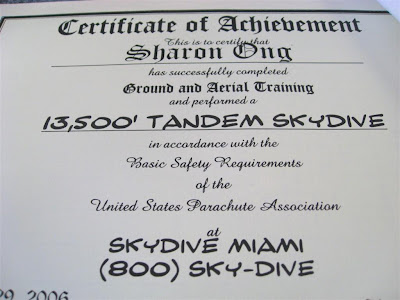 Certificate of Achievement
This is to certify that
Sharon Ong
has successfully completed
Ground and Aerial Training
and performed a
13,500' TANDEM SKYDIVE
in accordance with the
Basic Safety Requirements
of the
United States Parachute Association
at
SKYDIVE MIAMI
(800) SKY-DIVE
29, 2006